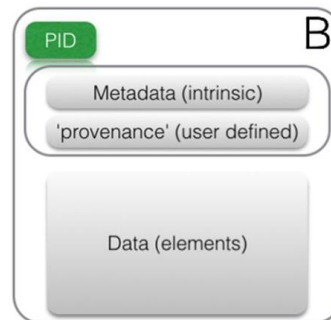 PID
B
Metadata (intrinsic)
'provenance' (user defined)
Data (elements)